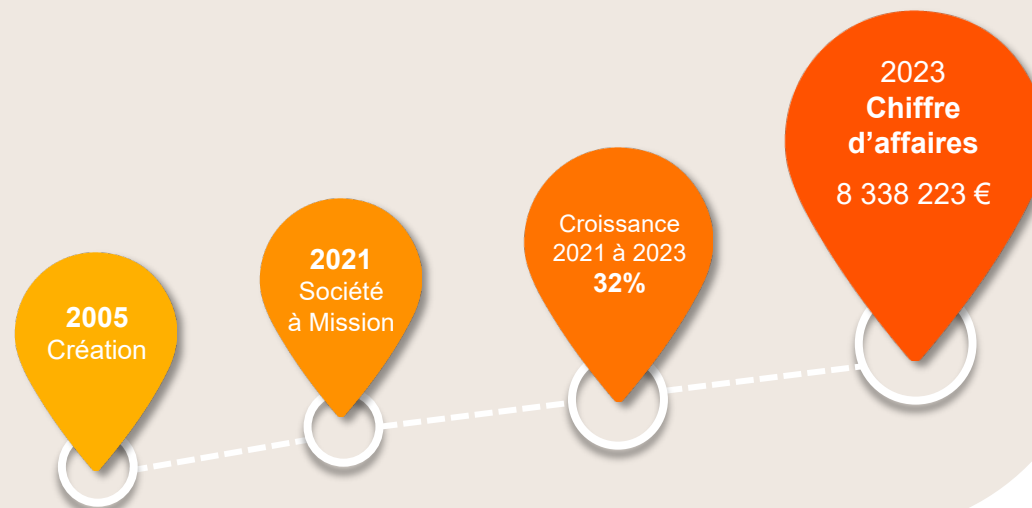 2005
Création
2021
Société
à Mission
Croissance
2021 à 2023
32%
2023
Chiffre
d’affaires
8 338 223 €